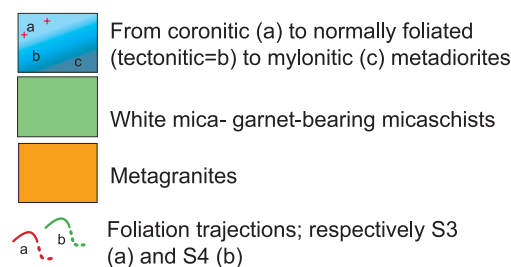 a
b
c
From coronitic (a) to normally foliated
(tectonitic=b) to mylonitic (c) metadiorites
White mica- garnet-bearing micaschists
Metagranites
a
b
Foliation trajections; respectively S3
(a) and S4 (b)